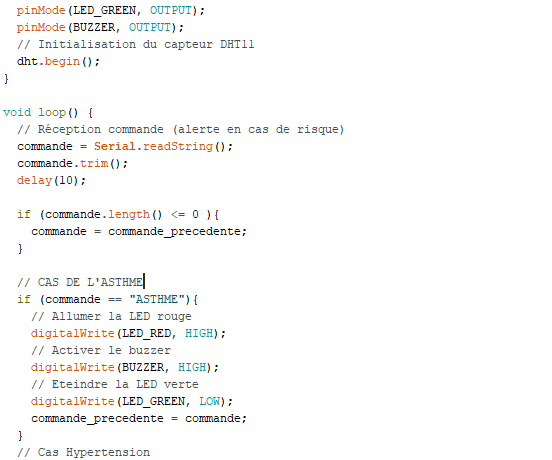 pinMode(LED_GREEN, OUTPUT);
pinMode(BUZZER, OUTPUT);
// Initialisation du capteur DHT11
dht.begin();
}
void loop() {
// Réception commande (alerte en cas de risque)
commande = Serial.readString();
commande.trim();
delay(10);
if (commande.length() <= 0 ){
commande = commande_precedente;
}
// CAS DE L'ASTHME
if (commande == "ASTHME"){
// Allumer la LED rouge
digitalWrite(LED_RED, HIGH);
// Activer le buzzer
digitalWrite(BUZZER, HIGH);
// Eteindre la LED verte
digitalWrite(LED_GREEN, LOW);
commande_precedente = commande;
}
// Cas Hypertension